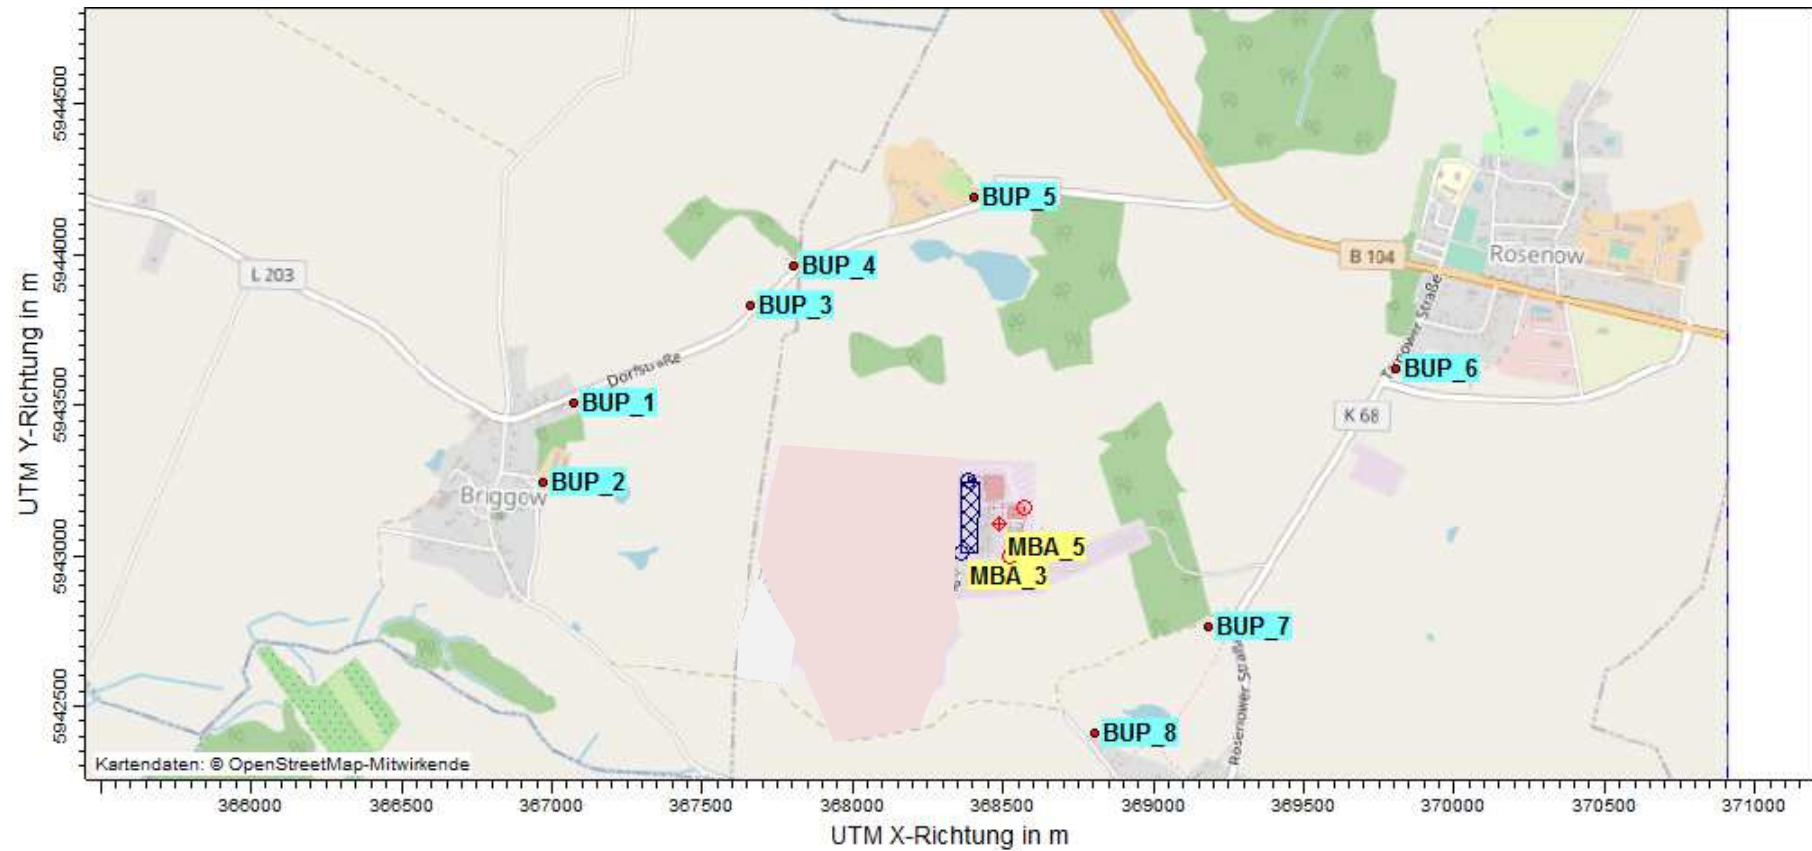 UTM Y-Richtung in m
5944500
5944000
5943500
5943000
5942500
BUP_5
BUP_4
L 203
B 104
Rosenow
BUP_3
Dorfstraße
BUP_6
BUP_1
K 68
BUP_2
Briggow
MBA_5
MBA_3
BUP_7
Rosenower Straße
BUP_8
Kartendaten: © OpenStreetMap-Mitwirkende
366000 366500 367000 367500 368000 368500 369000 369500 370000 370500 371000
UTM X-Richtung in m